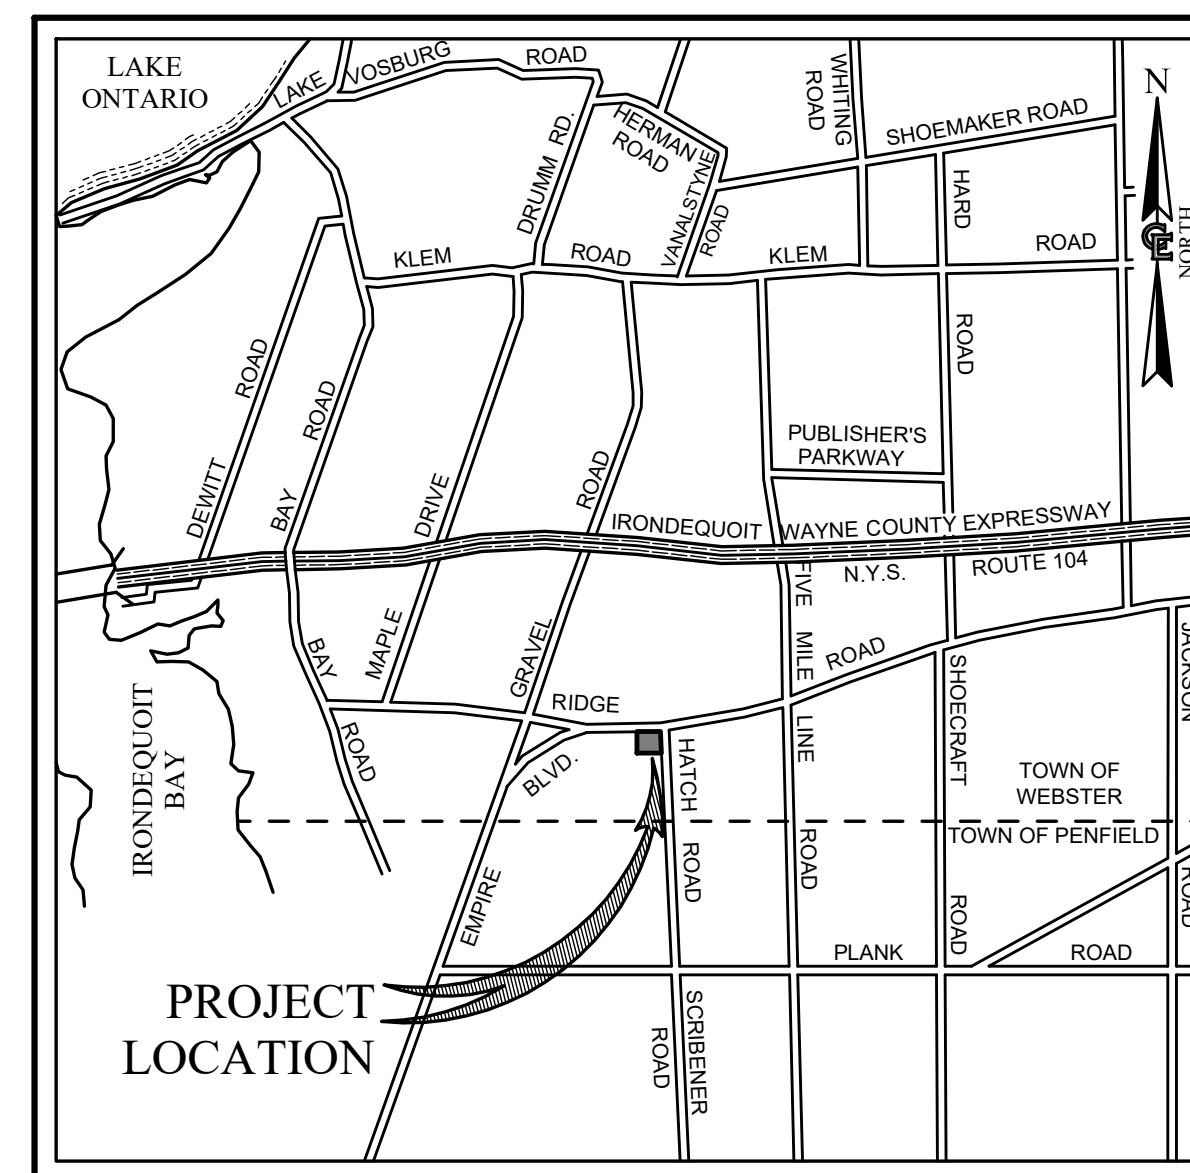 LAKE
ONTARIO
LAKE
VOSBURG
ROAD
WHITING
ROAD
SHOEMAKER ROAD
N
NORTH
HERMAN
ROAD
DRUMM RD.
VANALSTYNE
ROAD
HARD
ROAD
KLEM
ROAD
KLEM
ROAD
DEWITT
ROAD
BAY
ROAD
DRIVE
ROAD
PUBLISHER'S
PARKWAY
IRONDEQUOIT
WAYNE COUNTY EXPRESSWAY
N.Y.S.
ROUTE 104
MAPLE
GRAVEL
FIVE
MILE
LINE
ROAD
BAY
ROAD
RIDGE
ROAD
BLVD.
EMPIRE
HATCH
ROAD
SHOECRAFT
ROAD
JACKSON
ROAD
IRONDEQUOIT
BAY
TOWN OF
WEBSTER
TOWN OF PENFIELD
PLANK
ROAD
PROJECT
LOCATION
SCRIBENER
ROAD